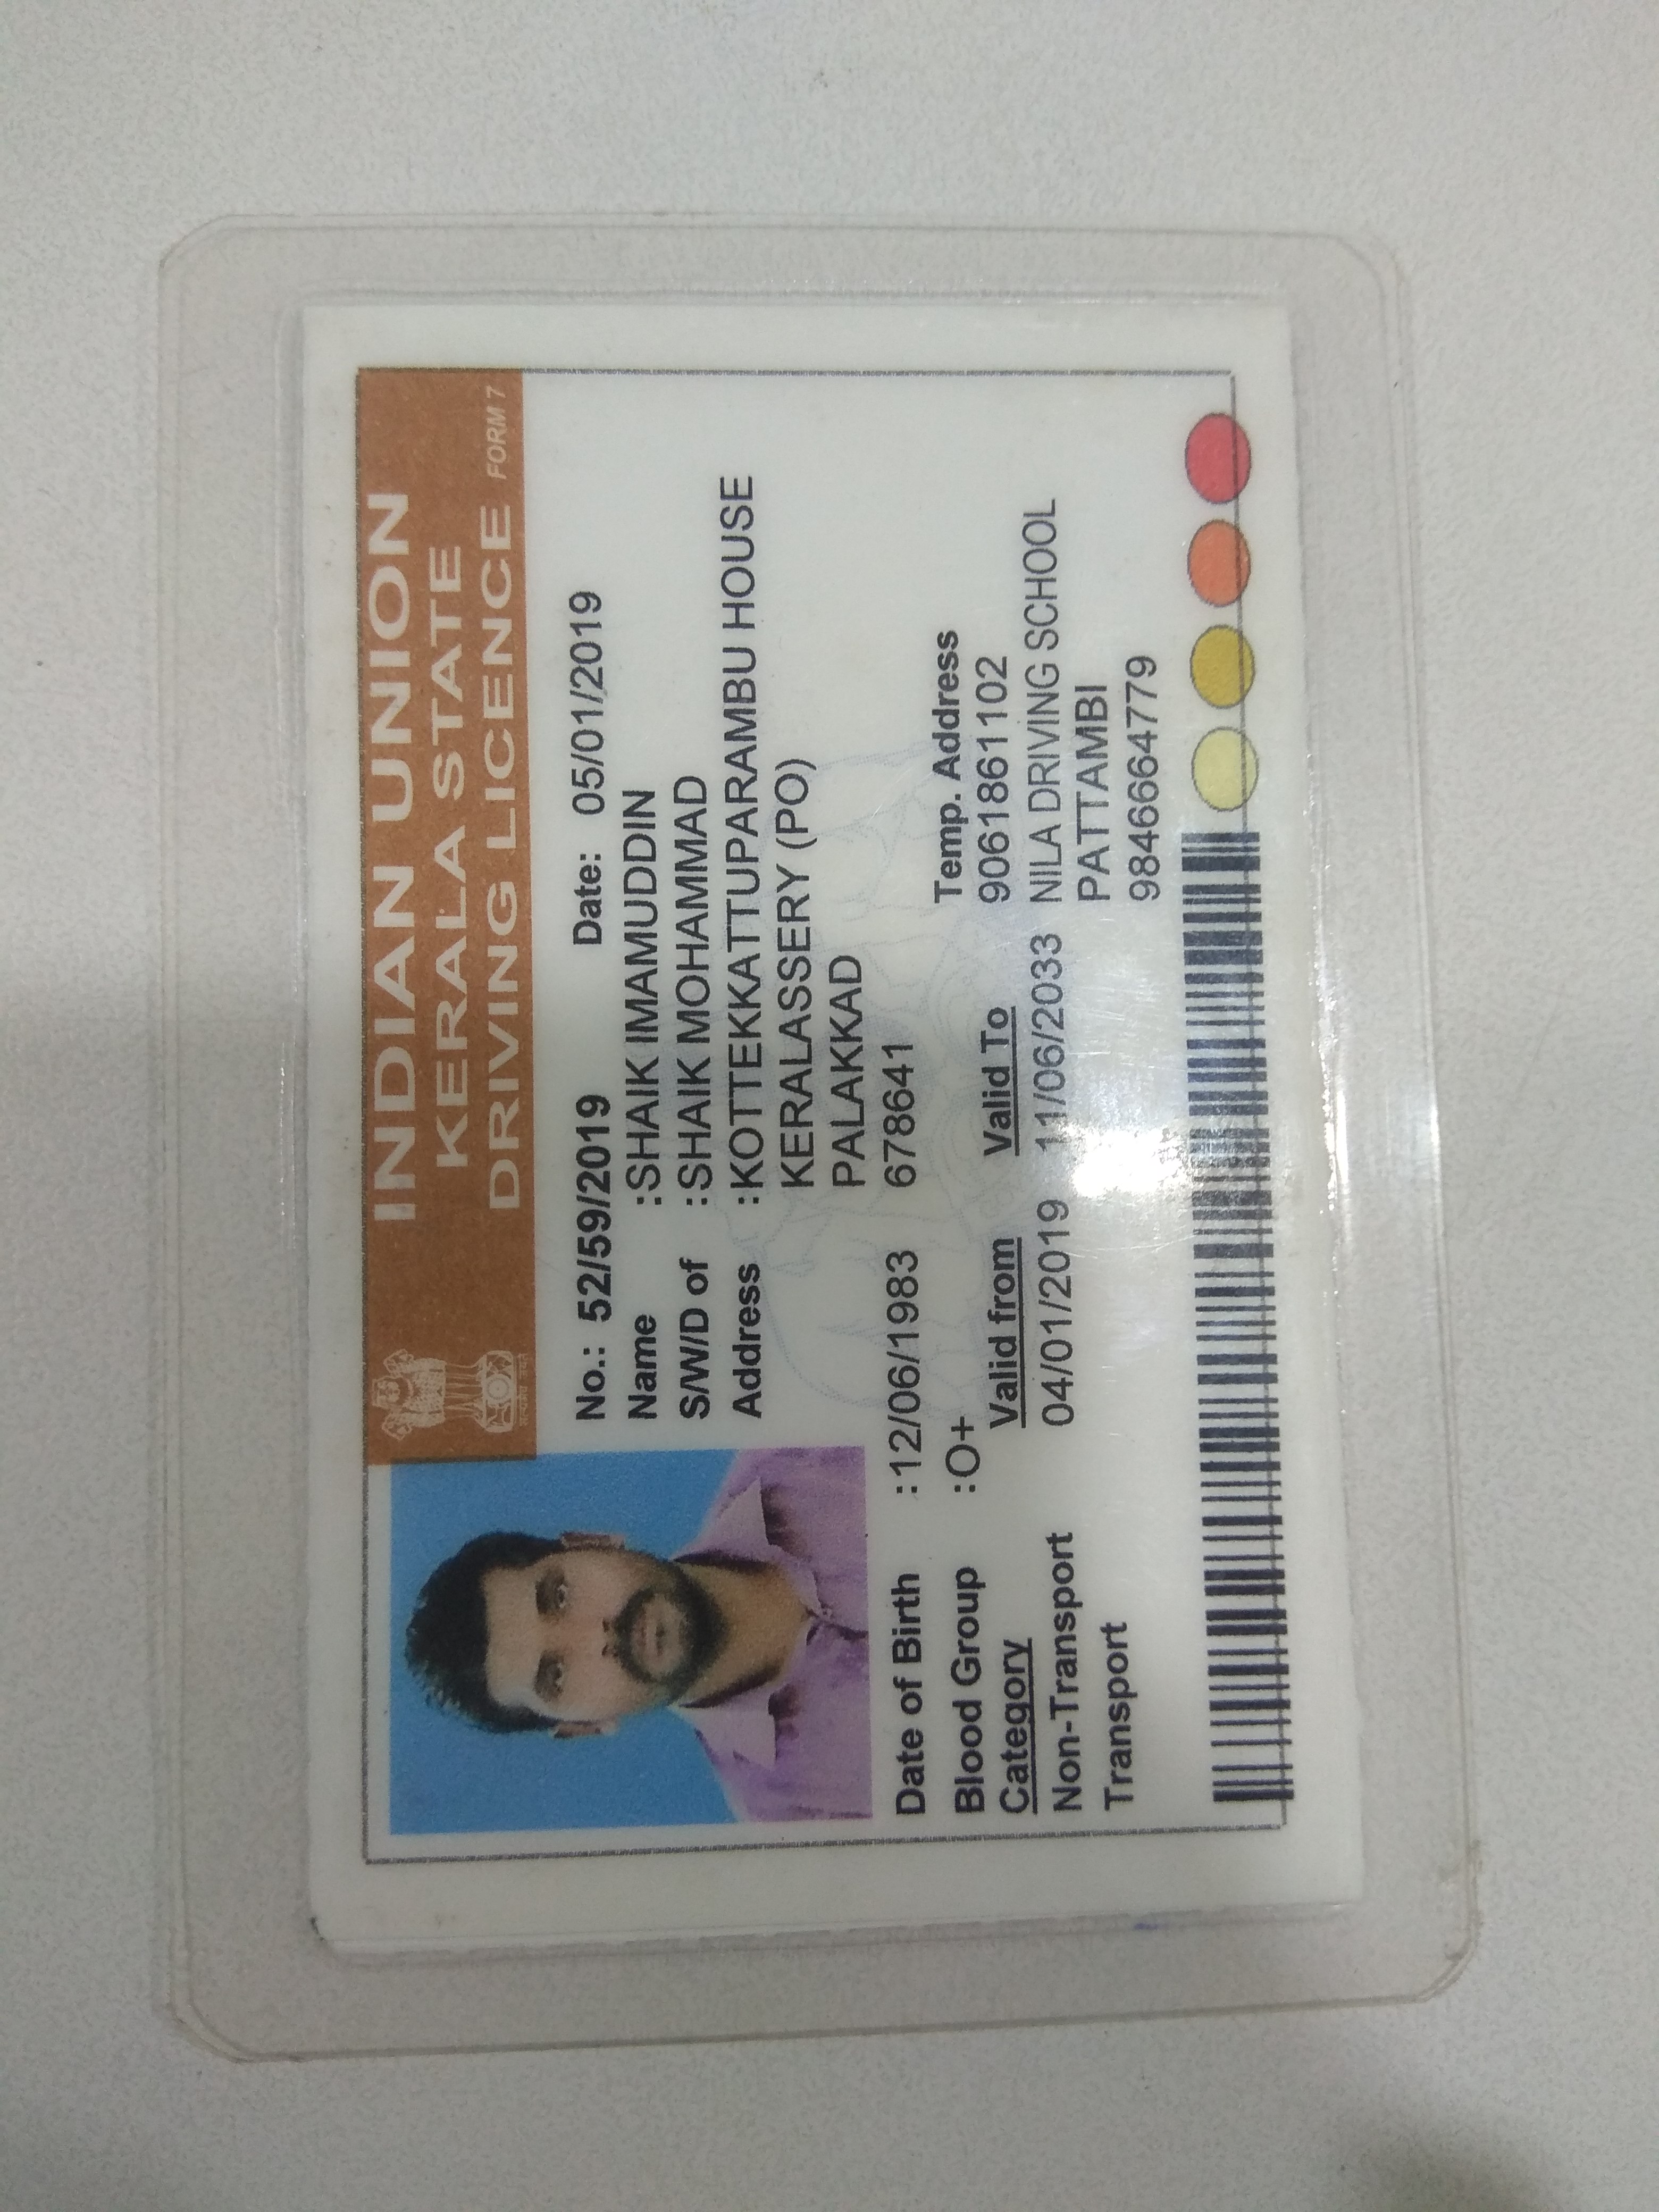 INDIAN UNION
KERALA STATE
DRIVING LICENCE FORM 7
No.: 52/59/2019 Date: 05/01/2019
Name :SHAIK IMAMUDDIN
S/W/D of :SHAIK MOHAMMAD
Address :KOTTEKKATTUPARAMBU HOUSE
KERALASSERY (PO)
PALAKKAD
678641
Date of Birth :12/06/1983
Blood Group :O+
Temp. Address
9061861102
NILA DRIVING SCHOOL
PATTAMBI
9846664779
Category Valid from Valid To
Non-Transport 04/01/2019 11/06/2033
Transport